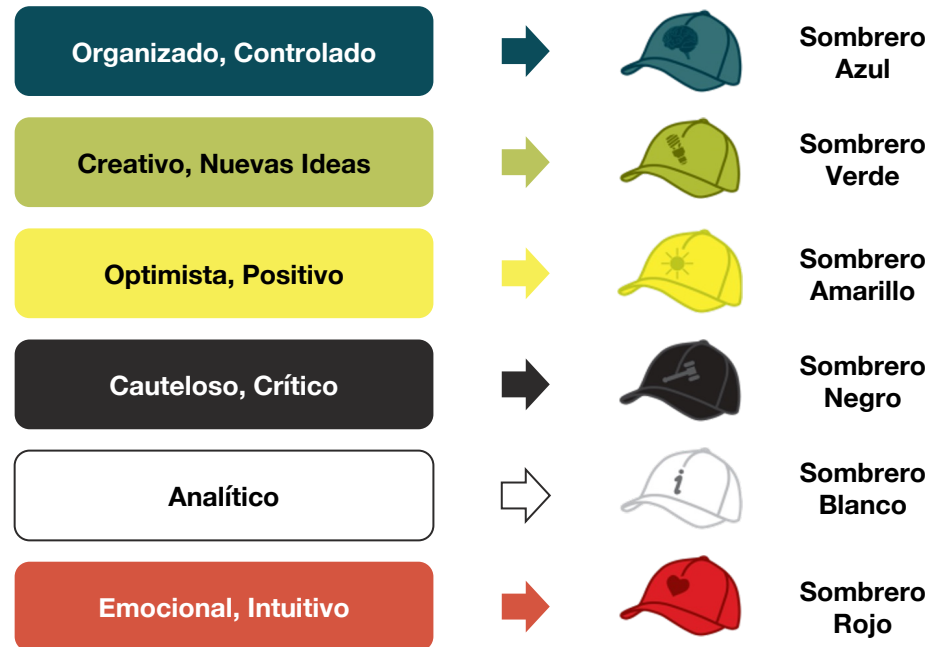 Organizado, Controlado
Sombrero
Azul
Creativo, Nuevas Ideas
Sombrero
Verde
Optimista, Positivo
Sombrero
Amarillo
Cauteloso, Crítico
Sombrero
Negro
Analítico
i
Sombrero
Blanco
Emocional, Intuitivo
Sombrero
Rojo